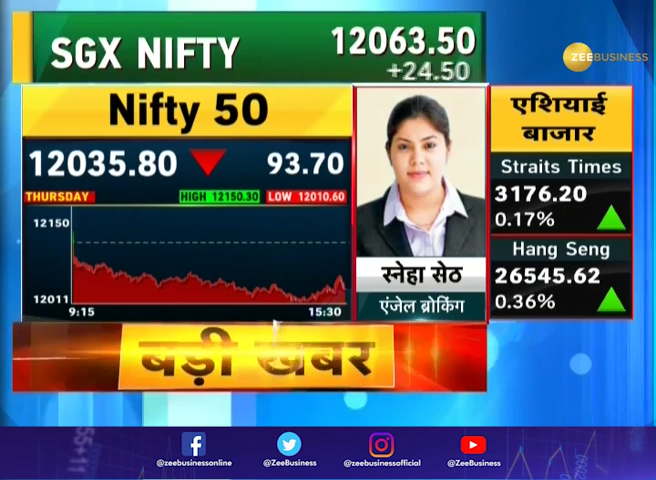 SGX NIFTY
12063.50
+24.50
ZEEBUSINESS
Nifty 50
12035.80
93.70
THURSDAY
HIGH 12150.30
LOW 12010.60
12150
12011
9:15
15:30
स्नेहा सेठ
एंजेल ब्रोकिंग
एशियाई
बाजार
Straits Times
3176.20
0.17%
Hang Seng
26545.62
0.36%
बड़ी खबर
@zeebusinessonline
@ZeeBusiness
@zeebusinessofficial
@ZeeBusiness